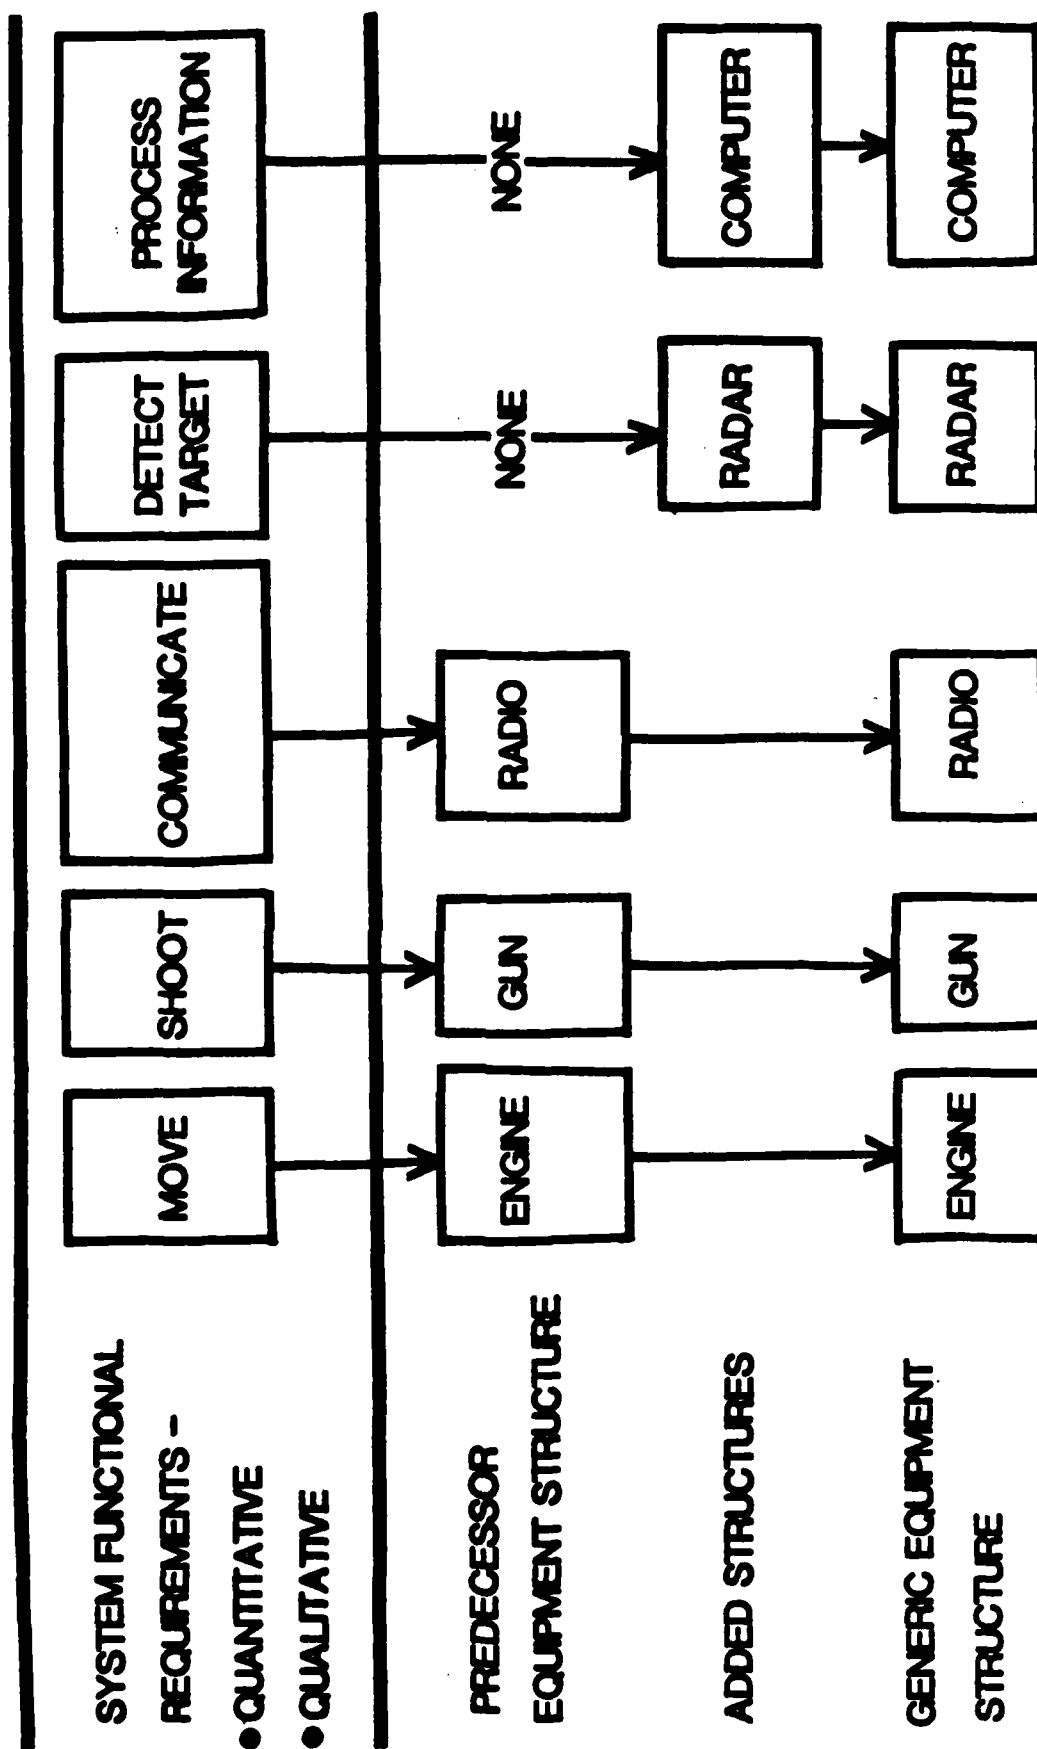 SYSTEM FUNCTIONAL
REQUIREMENTS –
● QUANTITATIVE
● QUALITATIVE
MOVE
SHOOT
COMMUNICATE
DETECT
TARGET
PROCESS
INFORMATION
PREDECESSOR
EQUIPMENT STRUCTURE
ENGINE
GUN
RADIO
NONE
NONE
ADDED STRUCTURES
RADAR
COMPUTER
GENERIC EQUIPMENT
STRUCTURE
ENGINE
GUN
RADIO
RADAR
COMPUTER